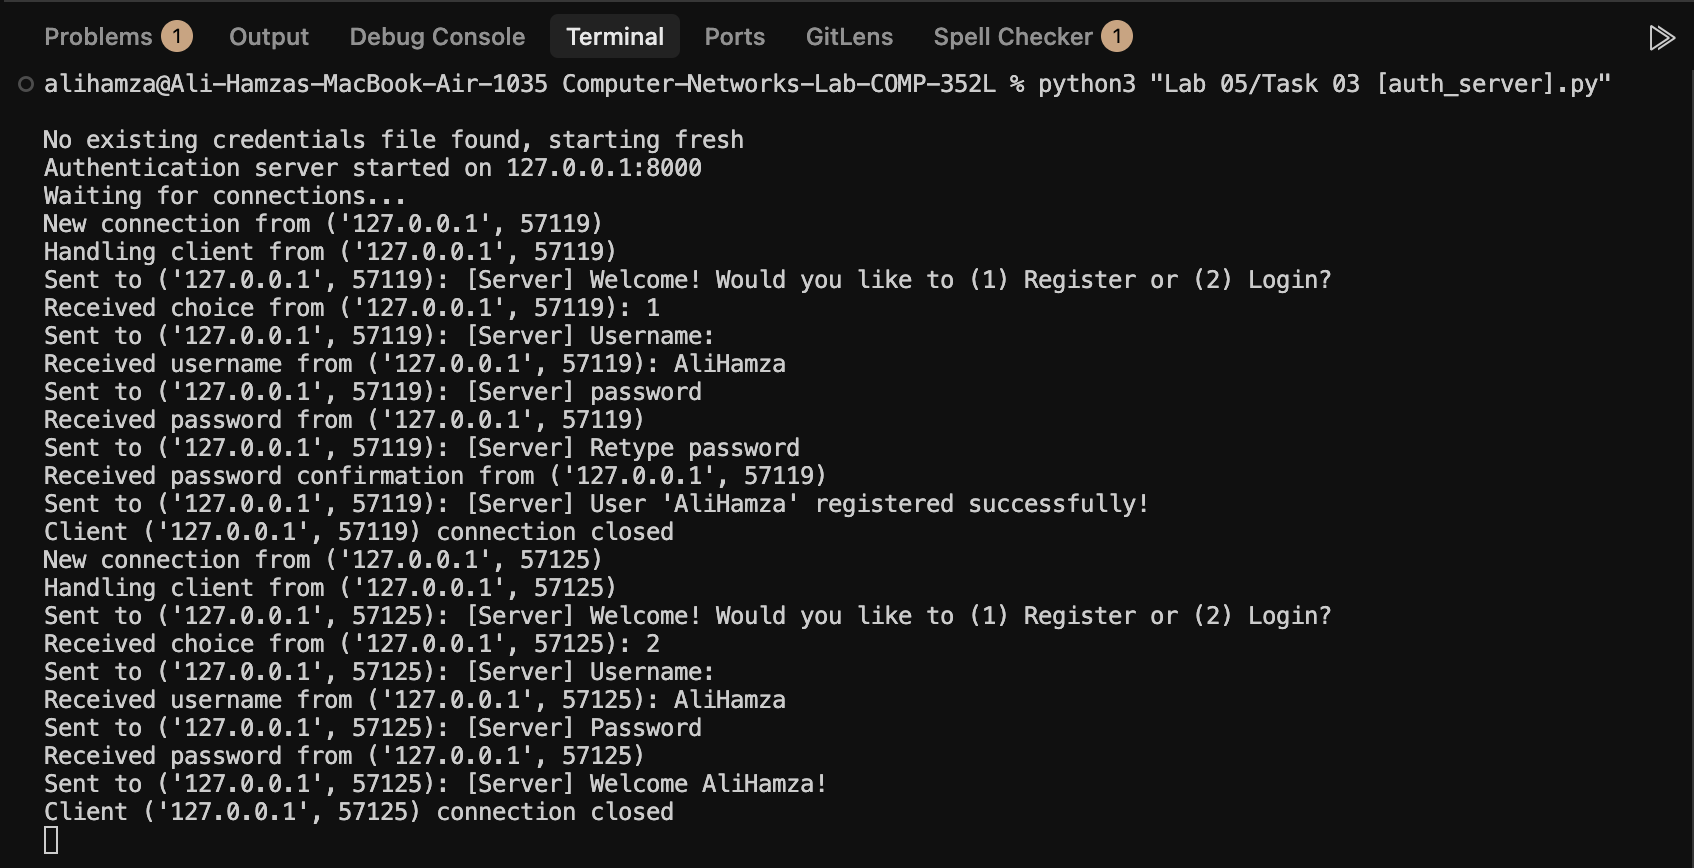 Problems 1 Output Debug Console Terminal Ports GitLens Spell Checker 1
alihamza@Ali-Hamzas-MacBook-Air-1035 Computer-Networks-Lab-COMP-352L % python3 "Lab 05/Task 03 [auth_server].py"
No existing credentials file found, starting fresh
Authentication server started on 127.0.0.1:8000
Waiting for connections...
New connection from ('127.0.0.1', 57119)
Handling client from ('127.0.0.1', 57119)
Sent to ('127.0.0.1', 57119): [Server] Welcome! Would you like to (1) Register or (2) Login?
Received choice from ('127.0.0.1', 57119): 1
Sent to ('127.0.0.1', 57119): [Server] Username:
Received username from ('127.0.0.1', 57119): AliHamza
Sent to ('127.0.0.1', 57119): [Server] password
Received password from ('127.0.0.1', 57119)
Sent to ('127.0.0.1', 57119): [Server] Retype password
Received password confirmation from ('127.0.0.1', 57119)
Sent to ('127.0.0.1', 57119): [Server] User 'AliHamza' registered successfully!
Client ('127.0.0.1', 57119) connection closed
New connection from ('127.0.0.1', 57125)
Handling client from ('127.0.0.1', 57125)
Sent to ('127.0.0.1', 57125): [Server] Welcome! Would you like to (1) Register or (2) Login?
Received choice from ('127.0.0.1', 57125): 2
Sent to ('127.0.0.1', 57125): [Server] Username:
Received username from ('127.0.0.1', 57125): AliHamza
Sent to ('127.0.0.1', 57125): [Server] Password
Received password from ('127.0.0.1', 57125)
Sent to ('127.0.0.1', 57125): [Server] Welcome AliHamza!
Client ('127.0.0.1', 57125) connection closed